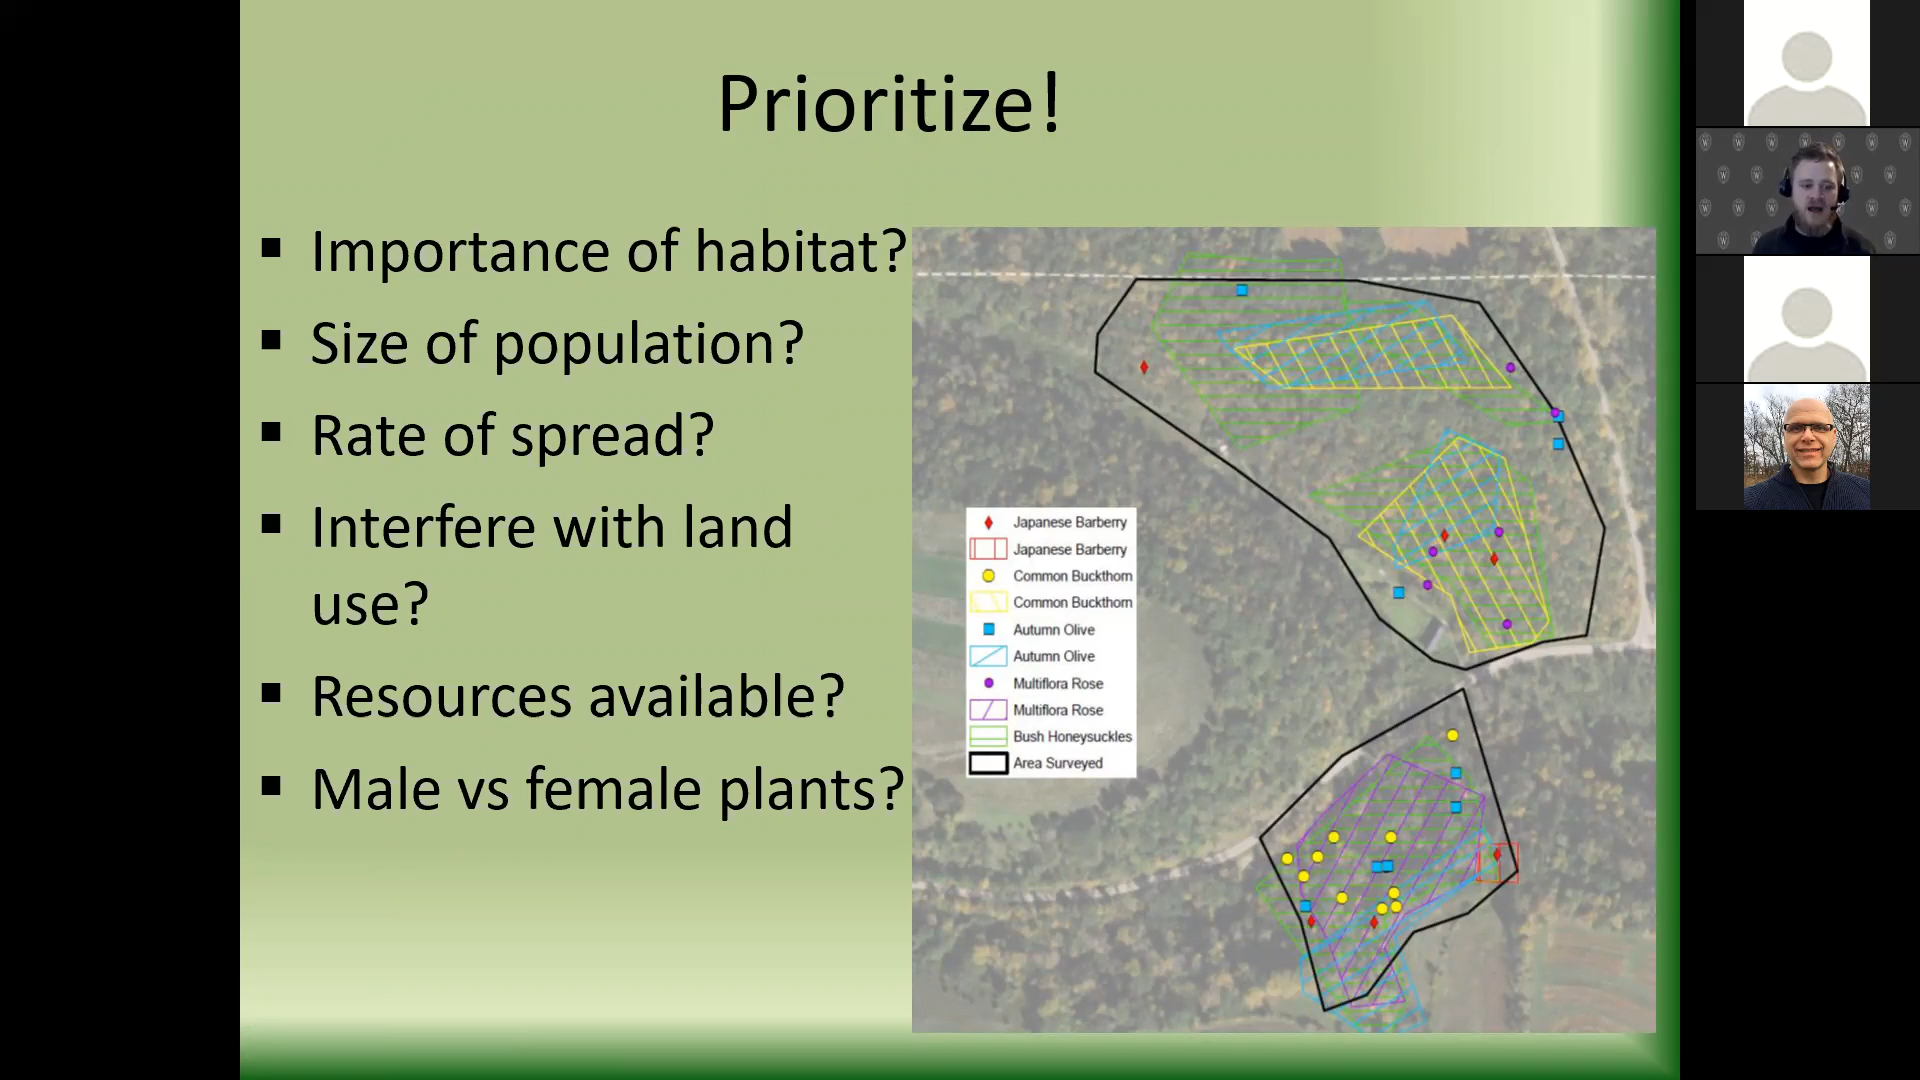 Prioritize!
▪ Importance of habitat?
▪ Size of population?
▪ Rate of spread?
▪ Interfere with land
use?
▪ Resources available?
▪ Male vs female plants?
Japanese Barberry
Japanese Barberry
Common Buckthorn
Common Buckthorn
Autumn Olive
Autumn Olive
Multiflora Rose
Multiflora Rose
Bush Honeysuckles
Area Surveyed